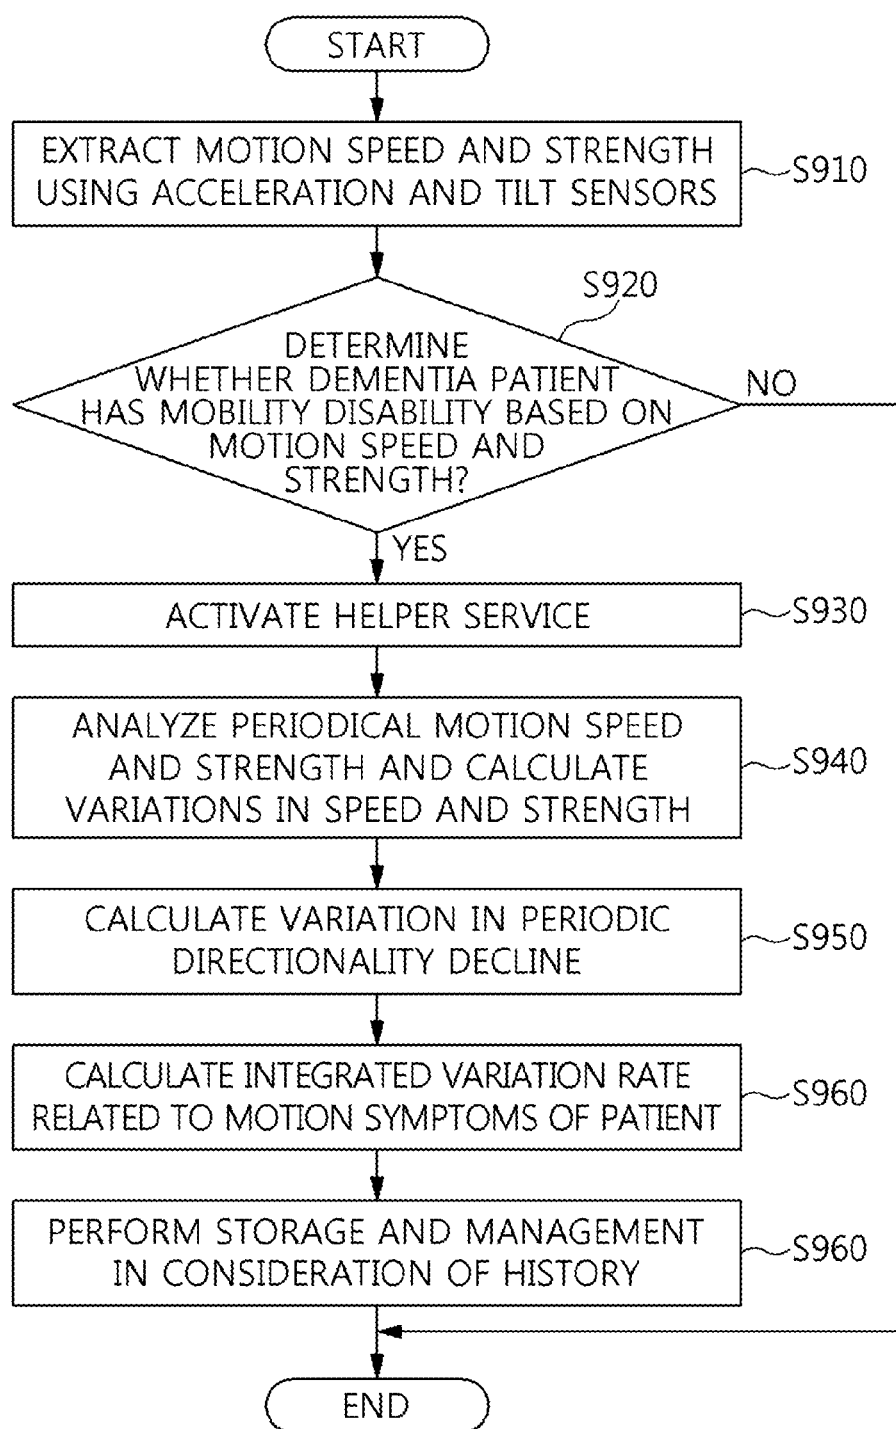 START
EXTRACT MOTION SPEED AND STRENGTH
USING ACCELERATION AND TILT SENSORS
S910
S920
DETERMINE
WHETHER DEMENTIA PATIENT
HAS MOBILITY DISABILITY BASED ON
MOTION SPEED AND
STRENGTH?
NO
YES
ACTIVATE HELPER SERVICE
S930
ANALYZE PERIODICAL MOTION SPEED
AND STRENGTH AND CALCULATE
VARIATIONS IN SPEED AND STRENGTH
S940
CALCULATE VARIATION IN PERIODIC
DIRECTIONALITY DECLINE
S950
CALCULATE INTEGRATED VARIATION RATE
RELATED TO MOTION SYMPTOMS OF PATIENT
S960
PERFORM STORAGE AND MANAGEMENT
IN CONSIDERATION OF HISTORY
S960
END